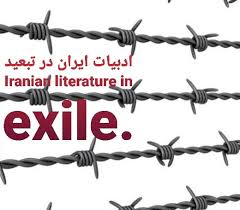 ادبیات ایران در تبعید
Iranian literature in
exile.